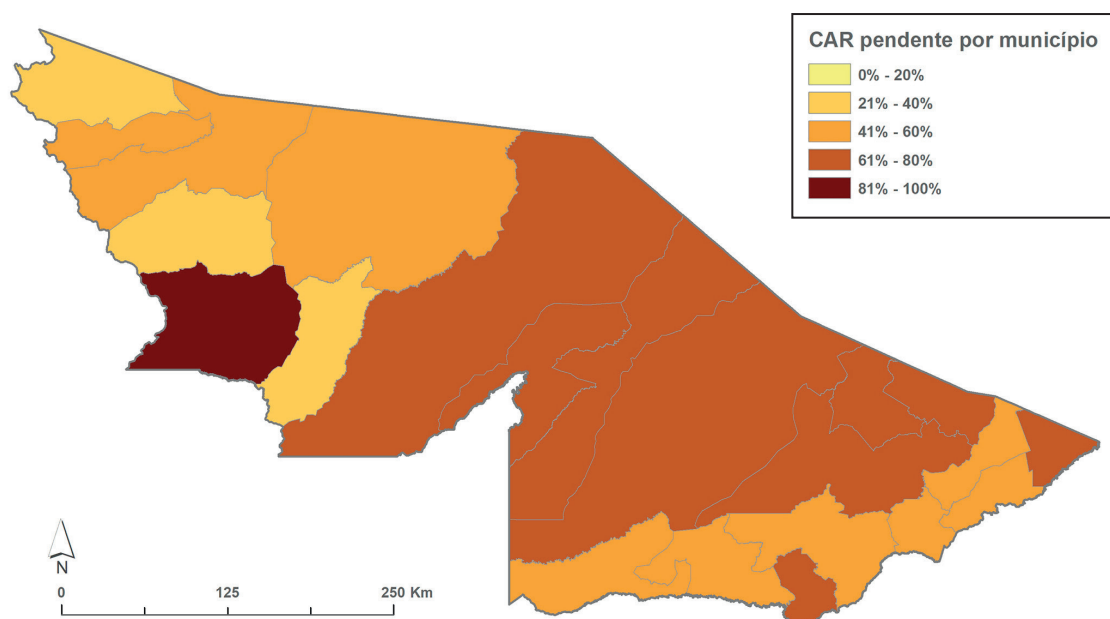 CAR pendente por município
0% - 20%
21% - 40%
41% - 60%
61% - 80%
81% - 100%
N
0 125 250 Km